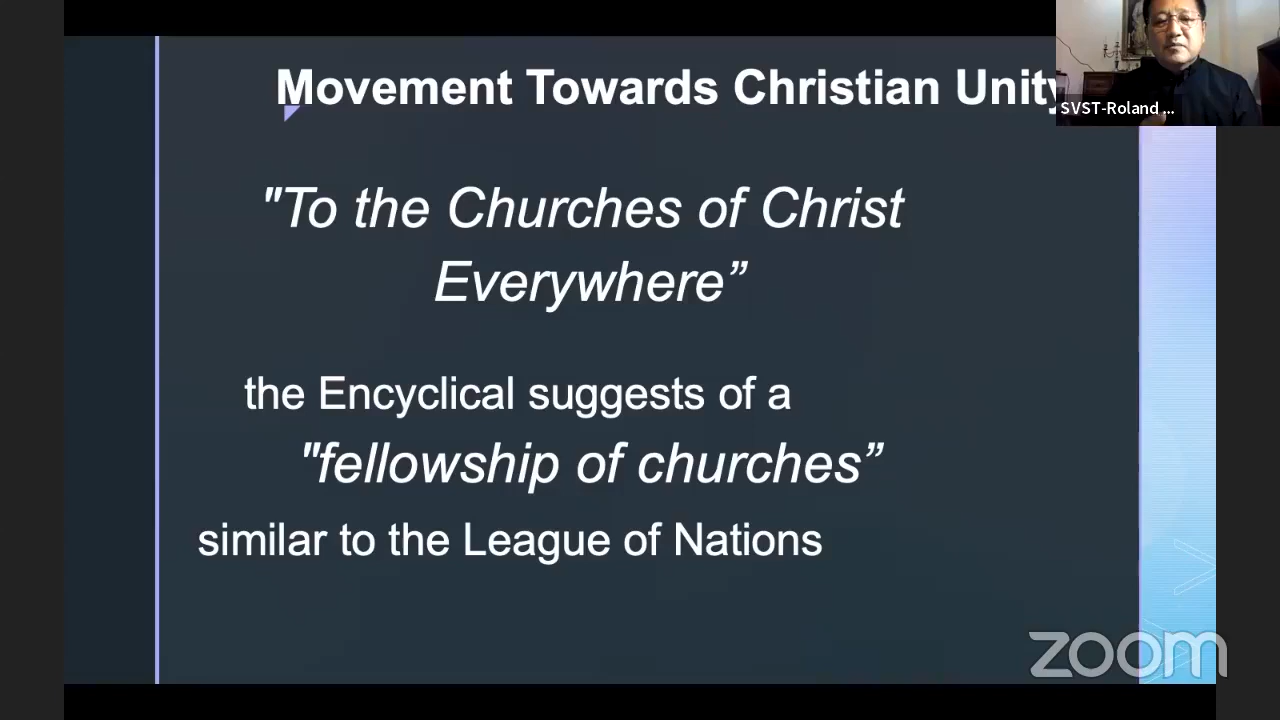 Movement Towards Christian Unity
SVST-Roland ...
"To the Churches of Christ
Everywhere”
the Encyclical suggests of a
"fellowship of churches”
similar to the League of Nations
zoom